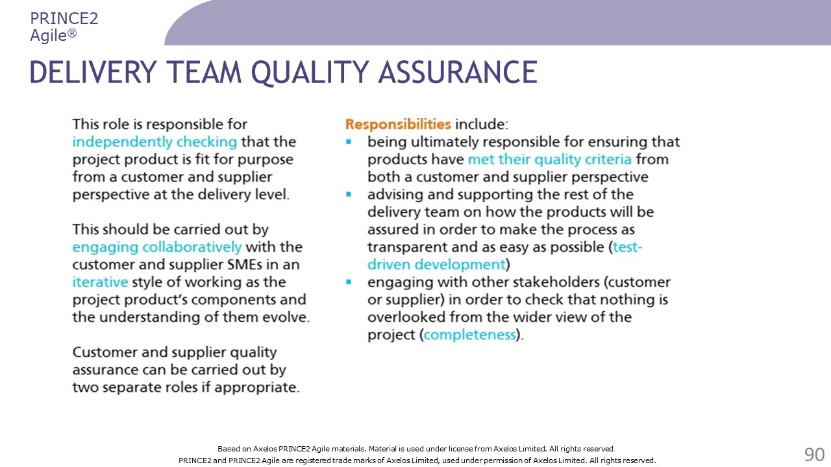 PRINCE2
Agile®
DELIVERY TEAM QUALITY ASSURANCE
This role is responsible for
independently checking that the
project product is fit for purpose
from a customer and supplier
perspective at the delivery level.
This should be carried out by
engaging collaboratively with the
customer and supplier SMEs in an
iterative style of working as the
project product's components and
the understanding of them evolve.
Customer and supplier quality
assurance can be carried out by
two separate roles if appropriate.
Responsibilities include:
▪ being ultimately responsible for ensuring that
products have met their quality criteria from
both a customer and supplier perspective
▪ advising and supporting the rest of the
delivery team on how the products will be
assured in order to make the process as
transparent and as easy as possible (test-
driven development)
▪ engaging with other stakeholders (customer
or supplier) in order to check that nothing is
overlooked from the wider view of the
project (completeness).
Based on Axelos PRINCE2 Agile materials. Material is used under license from Axelos Limited. All rights reserved
PRINCE2 and PRINCE2 Agile are registered trade marks of Axelos Limited, used under permission of Axelos Limited. All rights reserved.
90